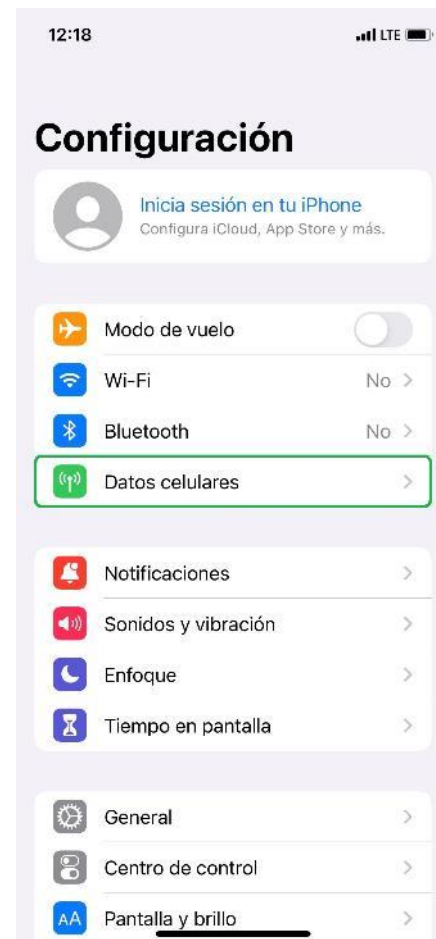 12:18
LTE
Configuración
Inicia sesión en tu iPhone
Configura iCloud, App Store y más.
Modo de vuelo
Wi-Fi No
Bluetooth No
Datos celulares
Notificaciones
Sonidos y vibración
Enfoque
Tiempo en pantalla
General
Centro de control
AA Pantalla y brillo